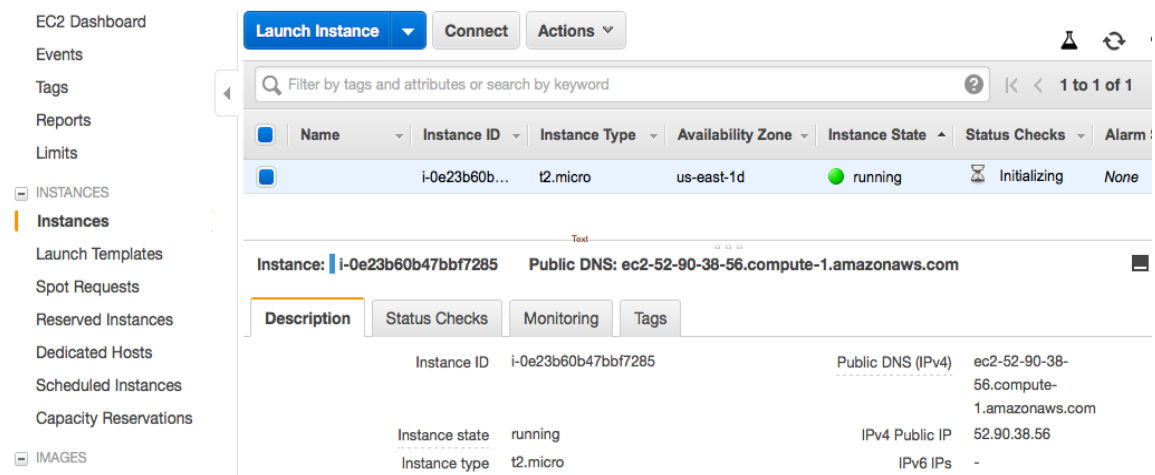 EC2 Dashboard
Events
Tags
Reports
Limits
INSTANCES
Instances
Launch Templates
Spot Requests
Reserved Instances
Dedicated Hosts
Scheduled Instances
Capacity Reservations
IMAGES
Launch Instance Connect Actions
Filter by tags and attributes or search by keyword ? 1 to 1 of 1
Name Instance ID Instance Type Availability Zone Instance State Status Checks Alarm
i-0e23b60b... t2.micro us-east-1d running Initializing None
Text
Instance: i-0e23b60b47bbf7285 Public DNS: ec2-52-90-38-56.compute-1.amazonaws.com
Description Status Checks Monitoring Tags
Instance ID i-0e23b60b47bbf7285 Public DNS (IPv4) ec2-52-90-38-
56.compute-
1.amazonaws.com
Instance state running IPv4 Public IP 52.90.38.56
Instance type t2.micro IPv6 IPs -